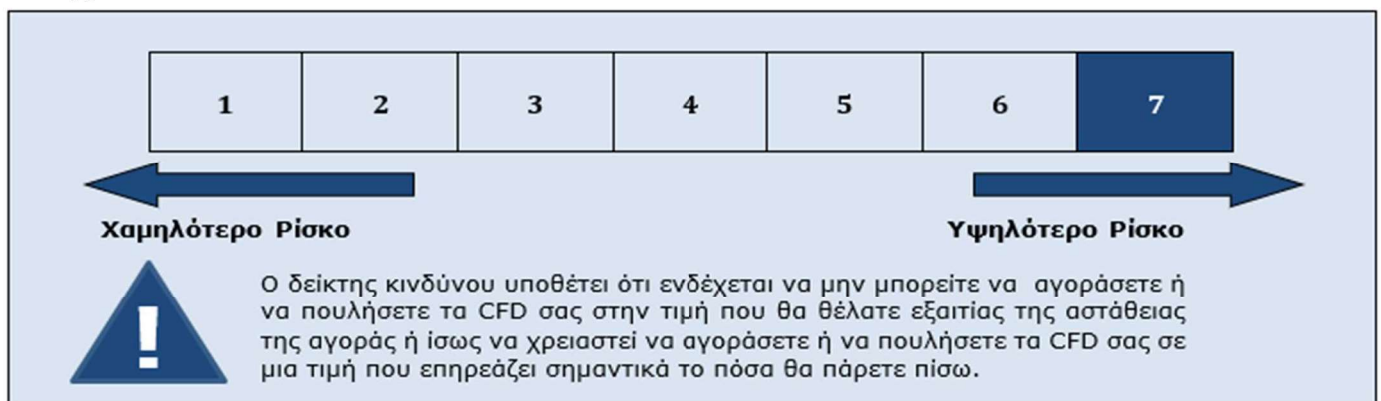 1 2 3 4 5 6 7
Χαμηλότερο Ρίσκο Υψηλότερο Ρίσκο
!
Ο δείκτης κινδύνου υποθέτει ότι ενδέχεται να μην μπορείτε να αγοράσετε ή
να πουλήσετε τα CFD σας στην τιμή που θα θέλατε εξαιτίας της αστάθειας
της αγοράς ή ίσως να χρειαστεί να αγοράσετε ή να πουλήσετε τα CFD σας σε
μια τιμή που επηρεάζει σημαντικά το πόσα θα πάρετε πίσω.